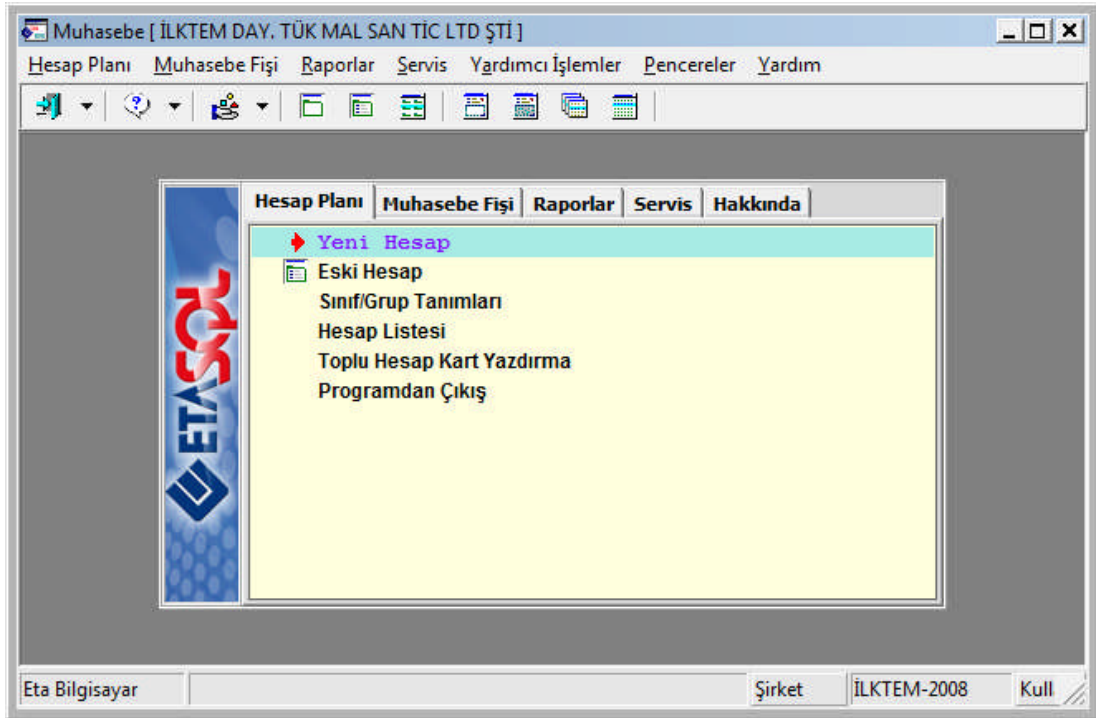 Muhasebe [ İLKTEM DAY. TÜK MAL SAN TİC LTD ŞTİ ]
Hesap Planı Muhasebe Fişi Raporlar Servis Yardımcı İşlemler Pencereler Yardım
Hesap Planı Muhasebe Fişi Raporlar Servis Hakkında
Yeni Hesap
Eski Hesap
Sınıf/Grup Tanımları
Hesap Listesi
Toplu Hesap Kart Yazdırma
Programdan Çıkış
ETASQL
Eta Bilgisayar Şirket İLKTEM-2008 Kull